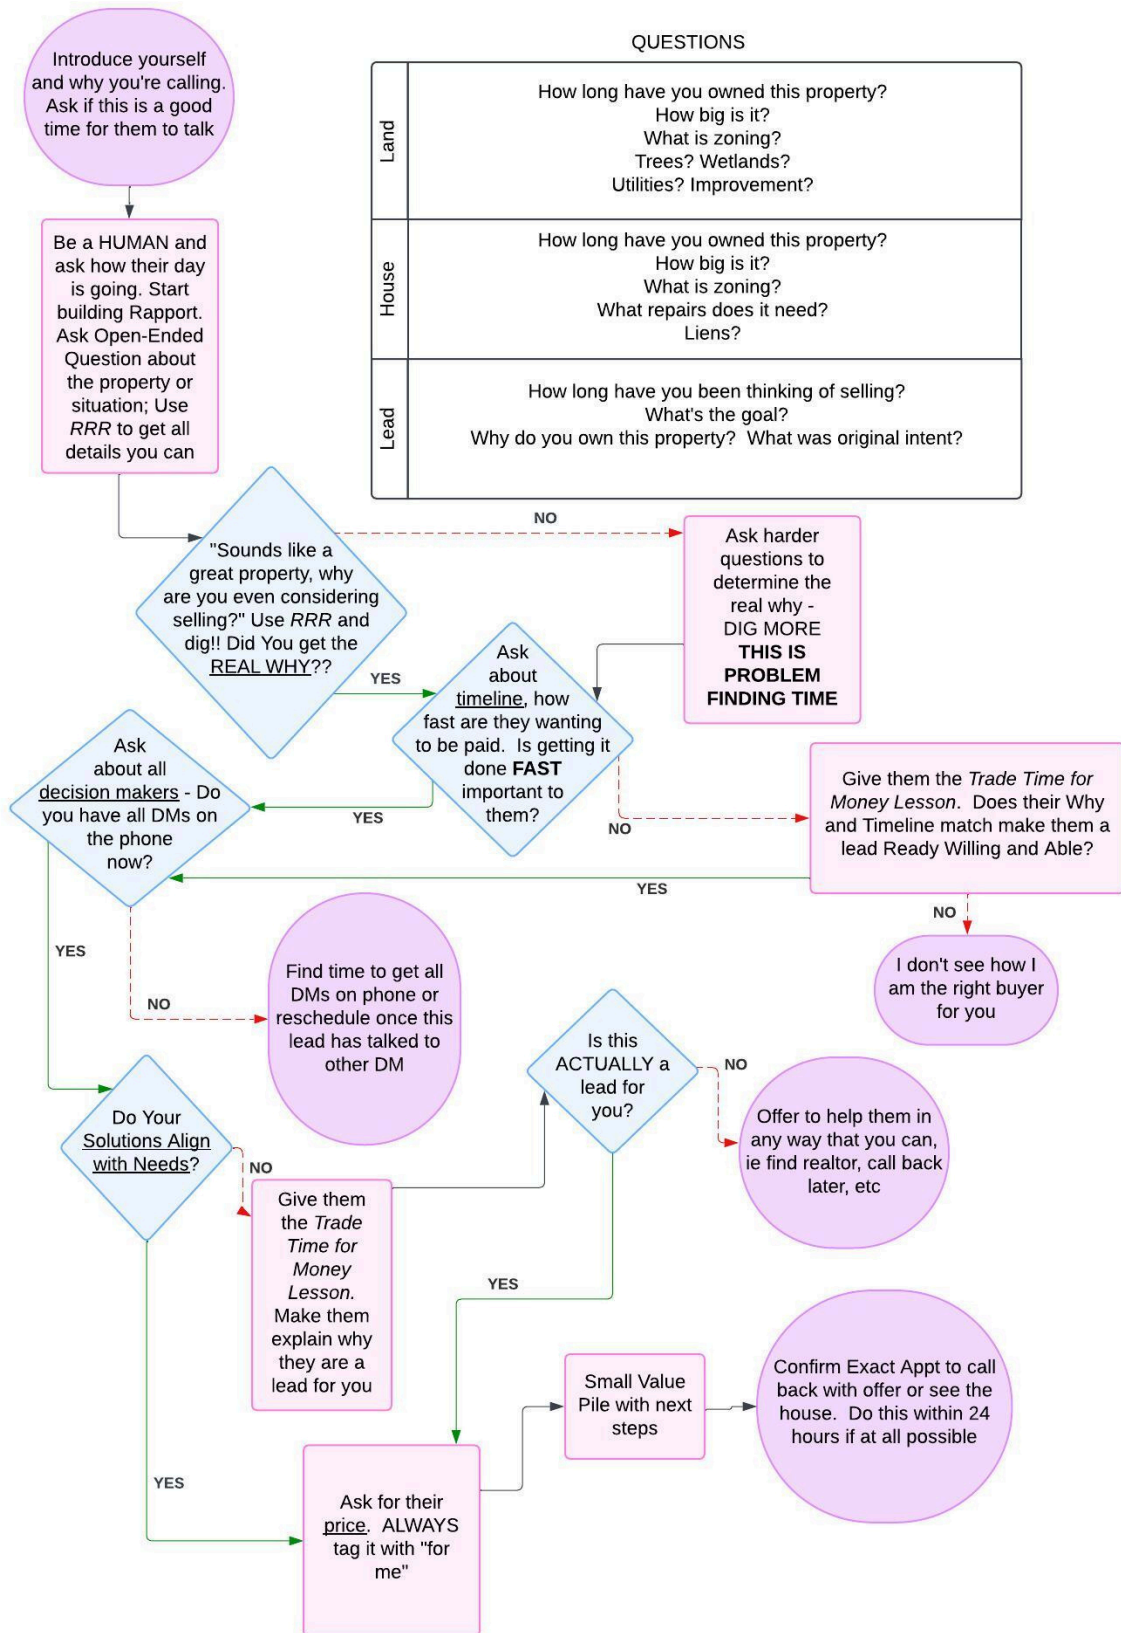 Introduce yourself
and why you're calling.
Ask if this is a good
time for them to talk
QUESTIONS
Land
How long have you owned this property?
How big is it?
What is zoning?
Trees? Wetlands?
Utilities? Improvement?
House
How long have you owned this property?
How big is it?
What is zoning?
What repairs does it need?
Liens?
Lead
How long have you been thinking of selling?
What's the goal?
Why do you own this property?  What was original intent?
Be a HUMAN and
ask how their day
is going. Start
building Rapport.
Ask Open-Ended
Question about
the property or
situation; Use
RRR to get all
details you can
"Sounds like a
great property, why
are you even considering
selling?" Use RRR and
dig!! Did You get the
REAL WHY??
NO
Ask harder
questions to
determine the
real why -
DIG MORE
THIS IS
PROBLEM
FINDING TIME
YES
Ask
about
timeline, how
fast are they wanting
to be paid.  Is getting it
done FAST
important to
them?
YES
NO
Give them the Trade Time for
Money Lesson.  Does their Why
and Timeline match make them a
lead Ready Willing and Able?
YES
NO
I don't see how I
am the right buyer
for you
Ask
about all
decision makers - Do
you have all DMs on
the phone
now?
YES
NO
Find time to get all
DMs on phone or
reschedule once this
lead has talked to
other DM
Do Your
Solutions Align
with Needs?
NO
Give them
the Trade
Time for
Money
Lesson.
Make them
explain why
they are a
lead for you
Is this
ACTUALLY a
lead for
you?
NO
Offer to help them in
any way that you can,
ie find realtor, call back
later, etc
YES
YES
Ask for their
price.  ALWAYS
tag it with "for
me"
Small Value
Pile with next
steps
Confirm Exact Appt to call
back with offer or see the
house.  Do this within 24
hours if at all possible